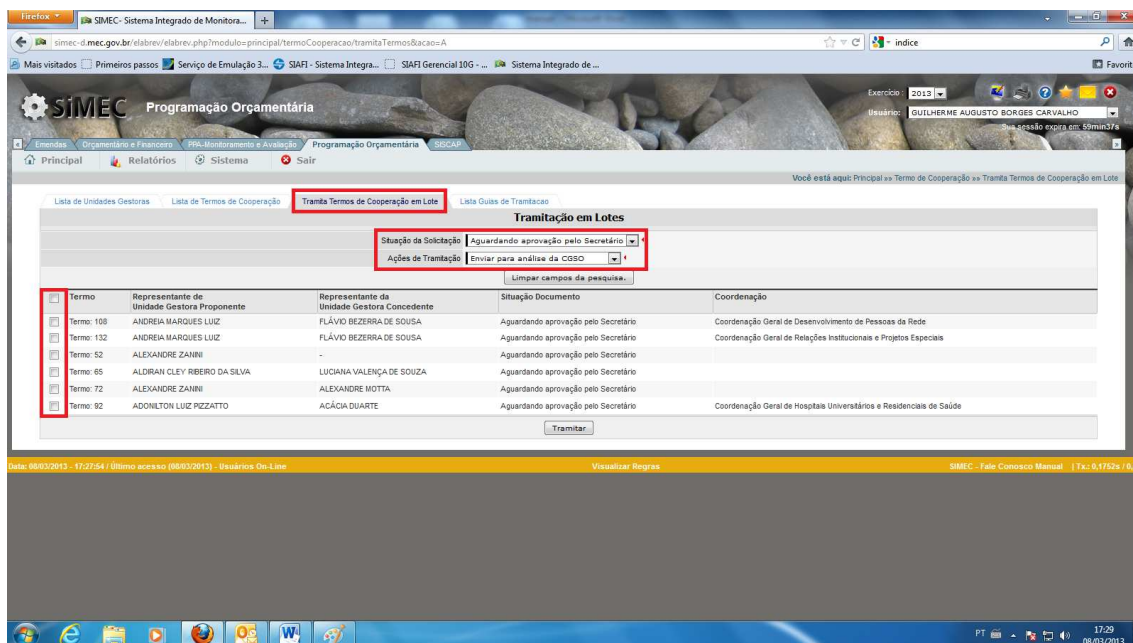 Firefox
SIMEC- Sistema Integrado de Monitora...
simec-d.mec.gov.br/elabrev/elabrev.php?modulo=principal/termoCooperacao/tramitaTermos&acao=A
indice
Mais visitados Primeiros passos Serviço de Emulação 3... SIAFI - Sistema Integra... SIAFI Gerencial 10G - ... Sistema Integrado de ... Favorit
SIMEC Programação Orçamentária
Exercício: 2013
Usuário: GUILHERME AUGUSTO BORGES CARVALHO
Sua sessão expira em: 59min37s
Emendas Orçamentário e Financeiro PPA-Monitoramento e Avaliação Programação Orçamentária SISCAP
Principal Relatórios Sistema Sair
Você está aqui: Principal »» Termo de Cooperação »» Tramita Termos de Cooperação em Lote
Lista de Unidades Gestoras Lista de Termos de Cooperação Tramita Termos de Cooperação em Lote Lista Guias de Tramitacao
Tramitação em Lotes
Situação da Solicitação Aguardando aprovação pelo Secretário
Ações de Tramitação Enviar para análise da CGSO
Limpar campos da pesquisa.
Termo Representante de Unidade Gestora Proponente Representante da Unidade Gestora Concedente Situação Documento Coordenação
Termo: 108 ANDREIA MARQUES LUIZ FLÁVIO BEZERRA DE SOUSA Aguardando aprovação pelo Secretário Coordenação Geral de Desenvolvimento de Pessoas da Rede
Termo: 132 ANDREIA MARQUES LUIZ FLÁVIO BEZERRA DE SOUSA Aguardando aprovação pelo Secretário Coordenação Geral de Relações Institucionais e Projetos Especiais
Termo: 52 ALEXANDRE ZANINI - Aguardando aprovação pelo Secretário
Termo: 65 ALDIRAN CLEY RIBEIRO DA SILVA LUCIANA VALENÇA DE SOUZA Aguardando aprovação pelo Secretário
Termo: 72 ALEXANDRE ZANINI ALEXANDRE MOTTA Aguardando aprovação pelo Secretário
Termo: 92 ADONILTON LUIZ PIZZATTO ACÁCIA DUARTE Aguardando aprovação pelo Secretário Coordenação Geral de Hospitais Universitários e Residenciais de Saúde
Tramitar
Data: 08/03/2013 - 17:27:54 / Último acesso (08/03/2013) - Usuários On-Line Visualizar Regras SIMEC - Fale Conosco Manual | Tx.: 0,1752s / 0,
PT 17:29
08/03/2013